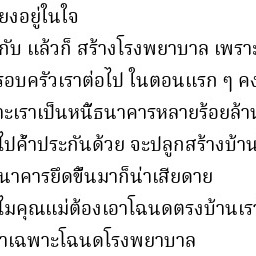 ยงอยู่ในใจ
กับ แล้วก็ สร้างโรงพยาบาล เพราะ
รอบครัวเราต่อไป ในตอนแรก ๆ คง
าะเราเป็นหนี้ธนาคารหลายร้อยล้าน
ไปค้ำประกันด้วย จะปลูกสร้างบ้าน
นาคารยึดขึ้นมาก็น่าเสียดาย
ไมคุณแม่ต้องเอาโฉนดตรงบ้านเรา
าเฉพาะโฉนดโรงพยาบาล